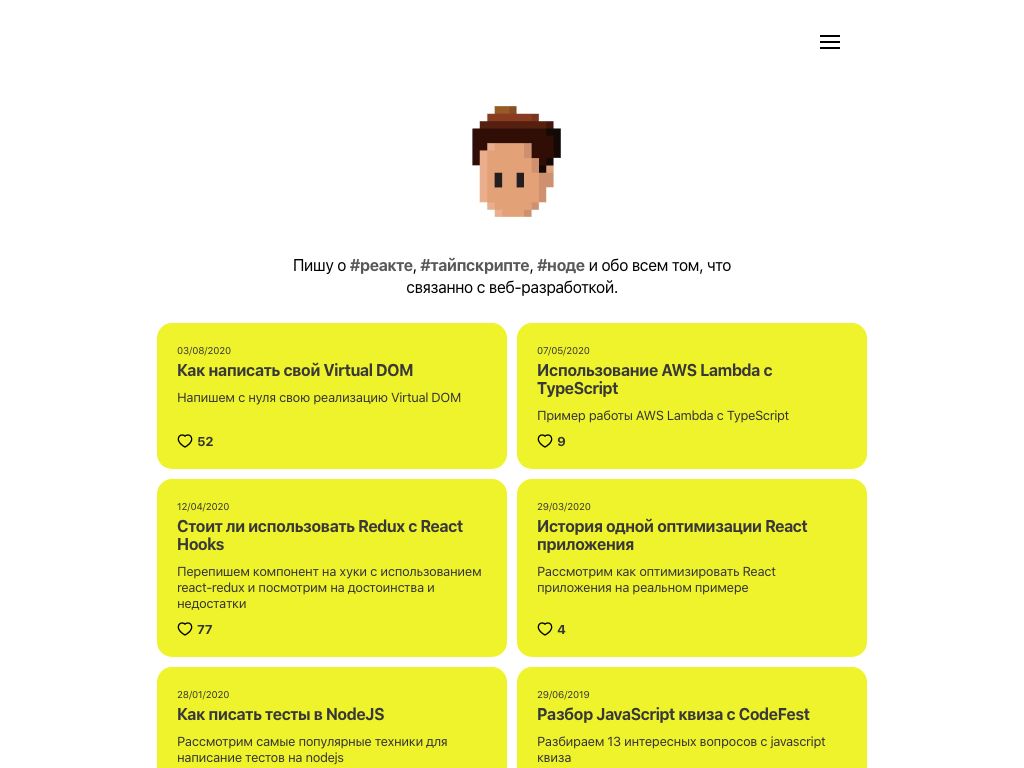 Пишу о #реакте, #тайпскрипте, #ноде и обо всем том, что
связанно с веб-разработкой.
03/08/2020
Как написать свой Virtual DOM
Напишем с нуля свою реализацию Virtual DOM
52
07/05/2020
Использование AWS Lambda с
TypeScript
Пример работы AWS Lambda с TypeScript
9
12/04/2020
Стоит ли использовать Redux с React
Hooks
Перепишем компонент на хуки с использованием
react-redux и посмотрим на достоинства и
недостатки
77
29/03/2020
История одной оптимизации React
приложения
Рассмотрим как оптимизировать React
приложения на реальном примере
4
28/01/2020
Как писать тесты в NodeJS
Рассмотрим самые популярные техники для
написание тестов на nodejs
29/06/2019
Разбор JavaScript квиза с CodeFest
Разбираем 13 интересных вопросов с javascript
квиза